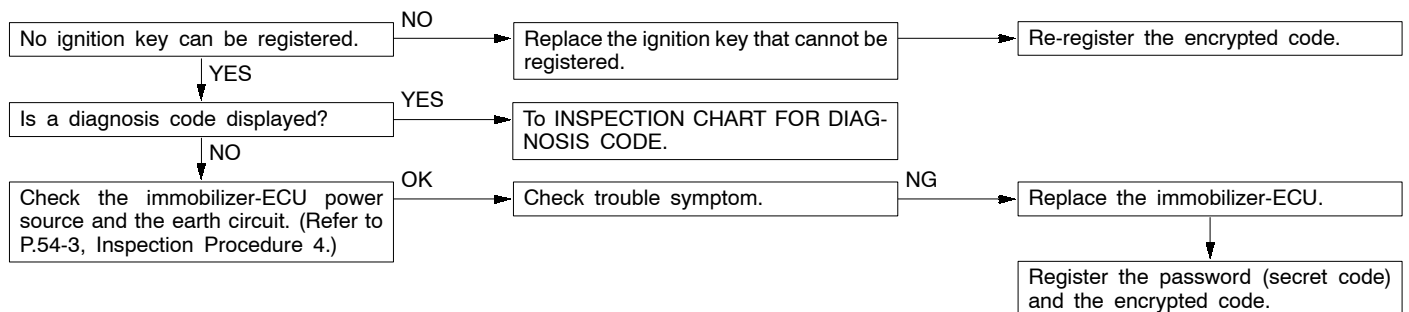 No ignition key can be registered.
NO
Replace the ignition key that cannot be
registered.
Re-register the encrypted code.
YES
Is a diagnosis code displayed?
YES
To INSPECTION CHART FOR DIAG-
NOSIS CODE.
NO
Check the immobilizer-ECU power
source and the earth circuit. (Refer to
P.54-3, Inspection Procedure 4.)
OK
Check trouble symptom.
NG
Replace the immobilizer-ECU.
Register the password (secret code)
and the encrypted code.